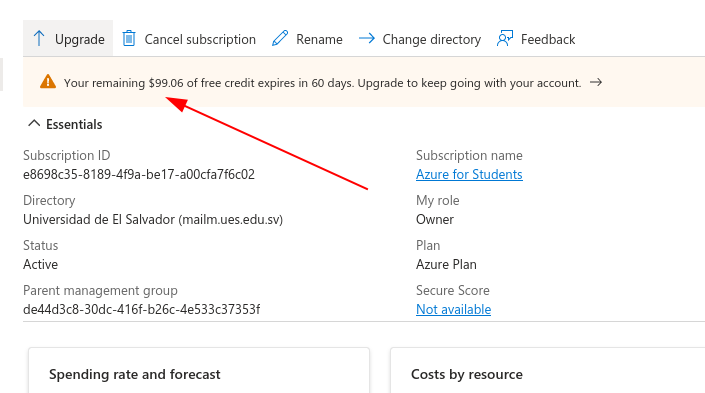 Upgrade Cancel subscription Rename Change directory Feedback
Your remaining $99.06 of free credit expires in 60 days. Upgrade to keep going with your account.
Essentials
Subscription ID
e8698c35-8189-4f9a-be17-a00cfa7f6c02
Subscription name
Azure for Students
Directory
Universidad de El Salvador (mailm.ues.edu.sv)
My role
Owner
Status
Active
Plan
Azure Plan
Parent management group
de44d3c8-30dc-416f-b26c-4e533c37353f
Secure Score
Not available
Spending rate and forecast
Costs by resource